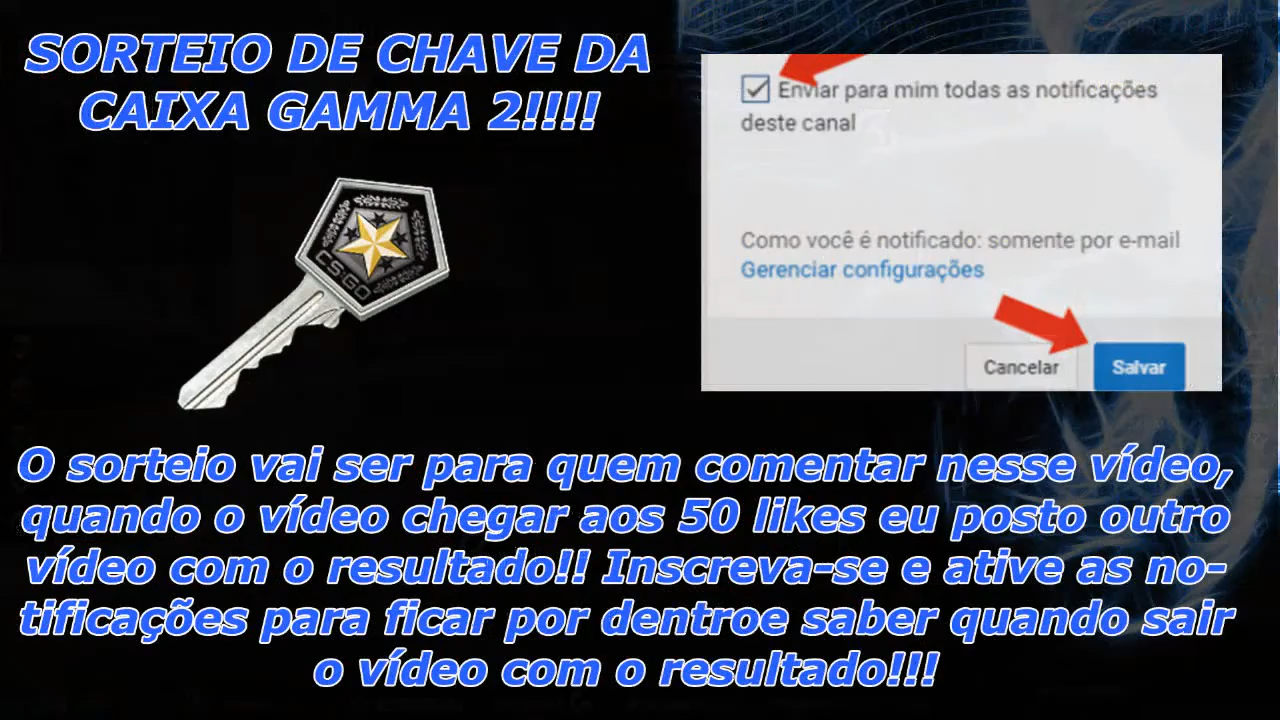 SORTEIO DE CHAVE DA
CAIXA GAMMA 2!!!!
Enviar para mim todas as notificações
deste canal
CS:GO
Como você é notificado: somente por e-mail
Gerenciar configurações
Cancelar
Salvar
O sorteio vai ser para quem comentar nesse vídeo,
quando o vídeo chegar aos 50 likes eu posto outro
vídeo com o resultado!! Inscreva-se e ative as no-
tificações para ficar por dentroe saber quando sair
o vídeo com o resultado!!!